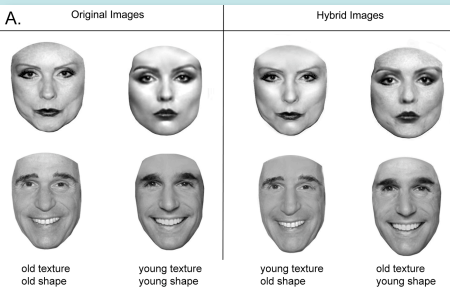 A.
Original Images
Hybrid Images
old texture
old shape
young texture
young shape
young texture
old shape
old texture
young shape